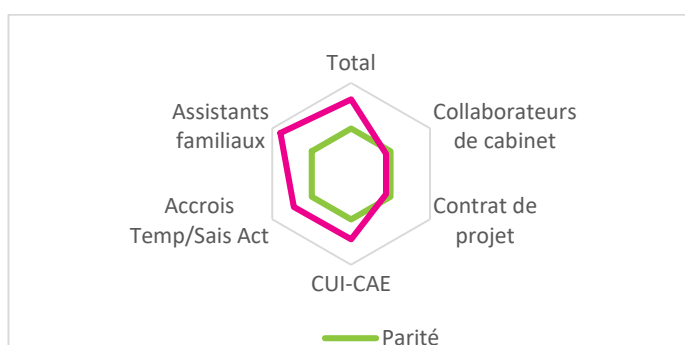 Total
Assistants
familiaux
Collaborateurs
de cabinet
Accrois
Temp/Sais Act
Contrat de
projet
CUI-CAE
Parité